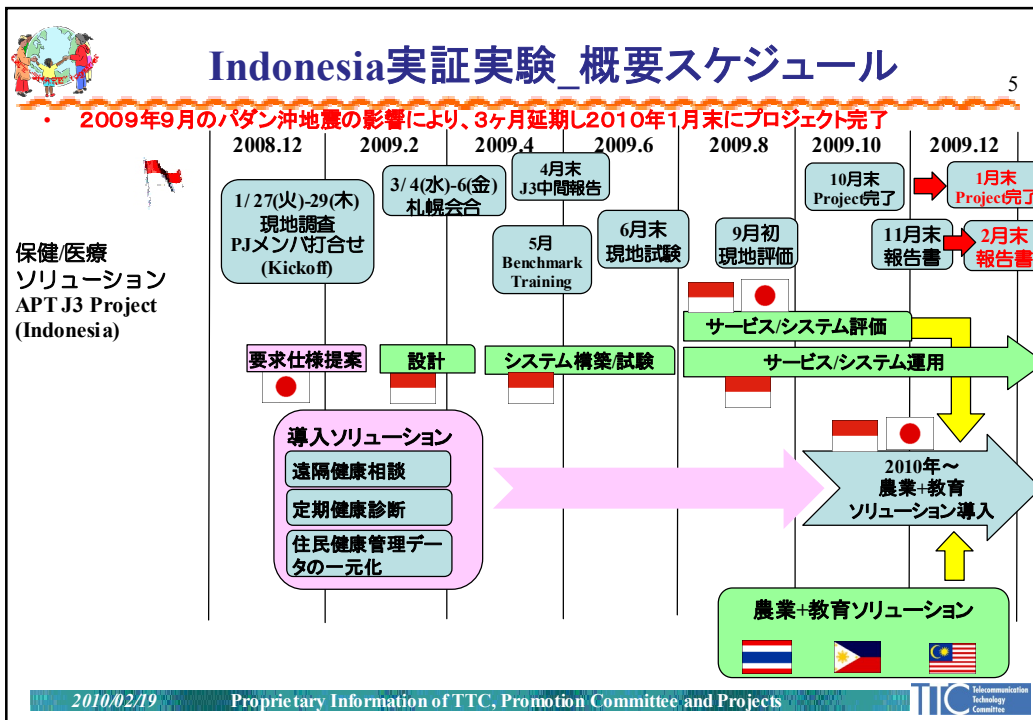 Indonesia実証実験_概要スケジュール
5
• 2009年9月のパダン沖地震の影響により、3ヶ月延期し2010年1月末にプロジェクト完了
2008.12
2009.2
2009.4
2009.6
2009.8
2009.10
2009.12
1/27(火)-29(木)
現地調査
PJメンバ打合せ
(Kickoff)
3/4(水)-6(金)
札幌会合
4月末
J3中間報告
5月
Benchmark
Training
6月末
現地試験
9月初
現地評価
10月末
Project完了
1月末
Project完了
11月末
報告書
2月末
報告書
保健/医療
ソリューション
APT J3 Project
(Indonesia)
サービス/システム評価
要求仕様提案
設計
システム構築/試験
サービス/システム運用
導入ソリューション
遠隔健康相談
定期健康診断
住民健康管理デー
タの一元化
2010年～
農業+教育
ソリューション導入
農業+教育ソリューション
2010/02/19
Proprietary Information of TTC, Promotion Committee and Projects
TTC
Telecommunication
Technology
Committee